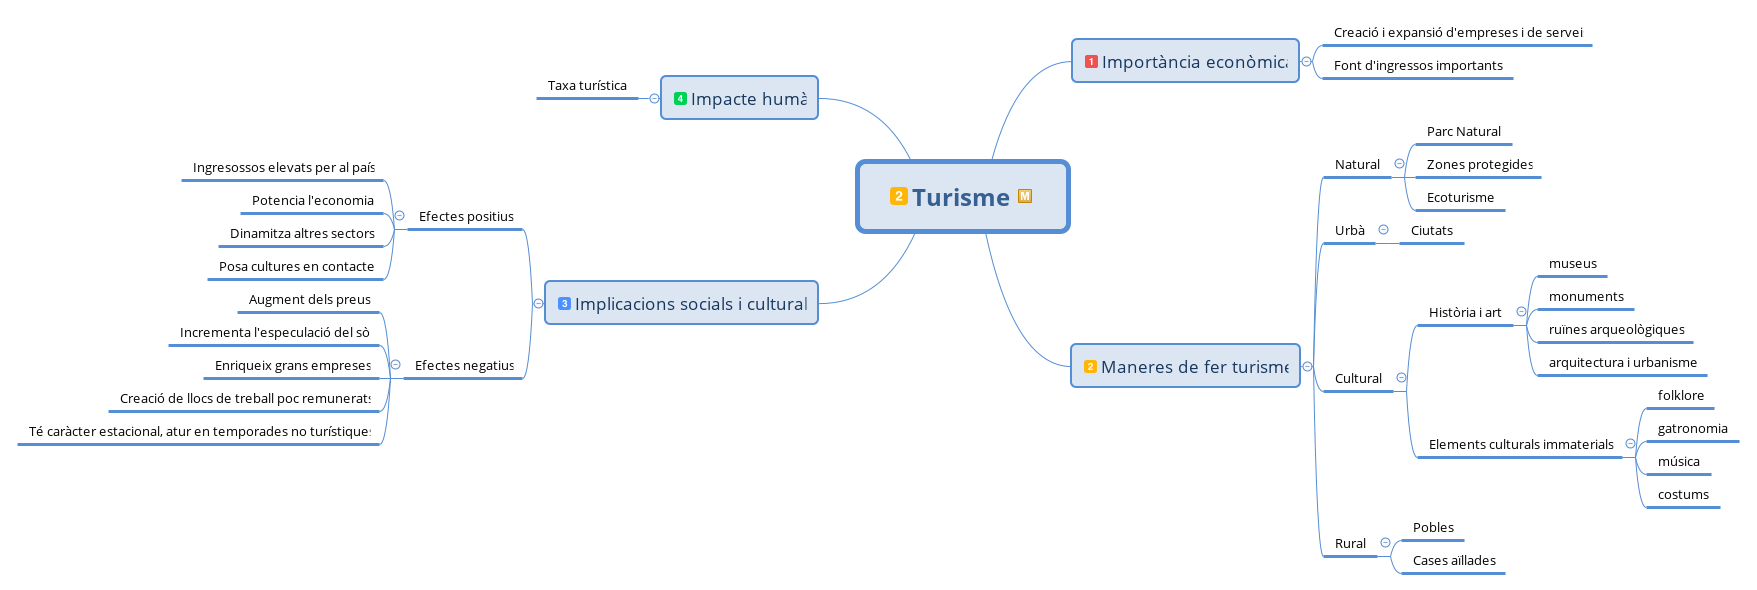 2 Turisme M
1 Importància econòmica
Creació i expansió d'empreses i de servei
Font d'ingressos importants
2 Maneres de fer turisme
Natural
Parc Natural
Zones protegides
Ecoturisme
Urbà
Ciutats
Cultural
Història i art
museus
monuments
ruïnes arqueològiques
arquitectura i urbanisme
Elements culturals immaterials
folklore
gatronomia
música
costums
Rural
Pobles
Cases aïllades
3 Implicacions socials i cultural
Efectes positius
Ingresossos elevats per al país
Potencia l'economia
Dinamitza altres sectors
Posa cultures en contacte
Efectes negatius
Augment dels preus
Incrementa l'especulació del sò
Enriqueix grans empreses
Creació de llocs de treball poc remunerats
Té caràcter estacional, atur en temporades no turístiques
4 Impacte humà
Taxa turística